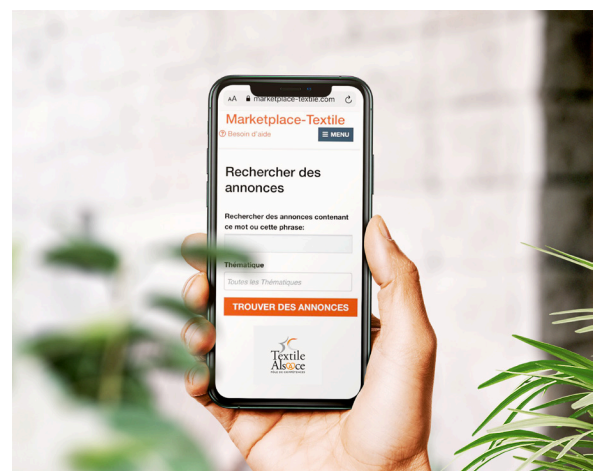 AA marketplace-textile.com
Marketplace-Textile
? Besoin d'aide
≡ MENU
Rechercher des
annonces
Rechercher des annonces contenant
ce mot ou cette phrase:
Thématique
Toutes les Thématiques
TROUVER DES ANNONCES
Textile
Alsace